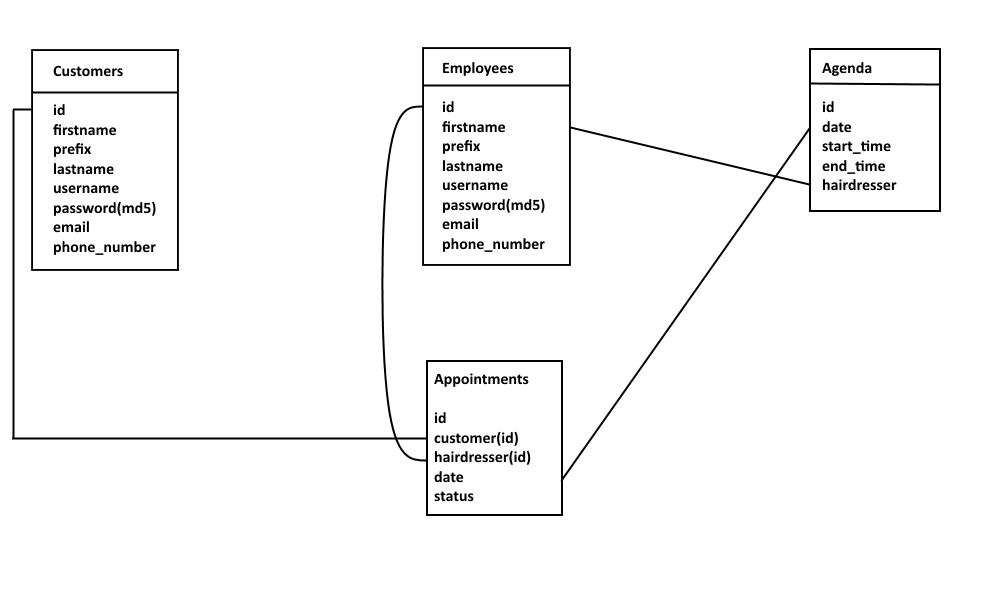 Customers
id
firstname
prefix
lastname
username
password(md5)
email
phone_number
Employees
id
firstname
prefix
lastname
username
password(md5)
email
phone_number
Agenda
id
date
start_time
end_time
hairdresser
Appointments
id
customer(id)
hairdresser(id)
date
status